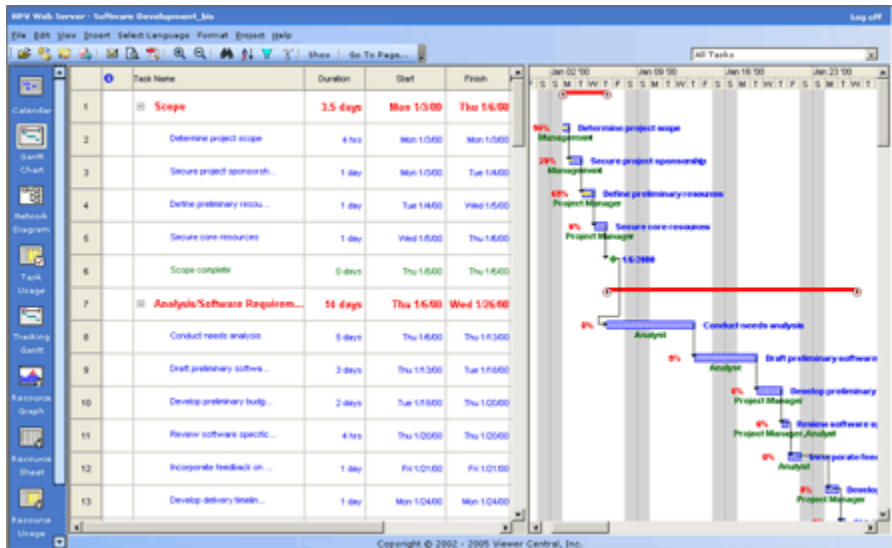 HPV Web Server - Software Development_bio Log off
File Edit View Insert Select Language Format Project Help
Show Go To Page... All Tasks
Task Name Duration Start Finish
Jan 02 '00 Jan 09 '00 Jan 16 '00 Jan 23 '00
F S S M T W T F S S M T W T F S S M T W T F S S M T W T
1 Scope 3.5 days Mon 1/3/00 Thu 1/6/00
2 Determine project scope 4 hrs Mon 1/3/00 Mon 1/3/00
Determine project scope
Management
3 Secure project sponsorsh... 1 day Mon 1/3/00 Tue 1/4/00
Secure project sponsorship
Management
4 Define preliminary resou... 1 day Tue 1/4/00 Wed 1/5/00
Define preliminary resources
Project Manager
5 Secure core resources 1 day Wed 1/5/00 Thu 1/6/00
0% Secure core resources
Project Manager
6 Scope complete 0 days Thu 1/6/00 Thu 1/6/00
1/6/2000
7 Analysis/Software Requirem... 14 days Thu 1/6/00 Wed 1/26/00
8 Conduct needs analysis 5 days Thu 1/6/00 Thu 1/13/00
0% Conduct needs analysis
Analyst
9 Draft preliminary softwa... 3 days Thu 1/13/00 Tue 1/18/00
0% Draft preliminary software
Analyst
10 Develop preliminary budg... 2 days Tue 1/18/00 Thu 1/20/00
0% Develop preliminary
Project Manager
11 Review software specific... 4 hrs Thu 1/20/00 Thu 1/20/00
0% Review software s
Project Manager,Analyst
12 Incorporate feedback on ... 1 day Fri 1/21/00 Fri 1/21/00
0% Incorporate feed
Analyst
13 Develop delivery timelin... 1 day Mon 1/24/00 Mon 1/24/00
0% Develop
Project Manager
Calendar
Gantt
Chart
Network
Diagram
Task
Usage
Tracking
Gantt
Resource
Graph
Resource
Sheet
Resource
Usage
Copyright © 2002 - 2005 Viewer Central, Inc.